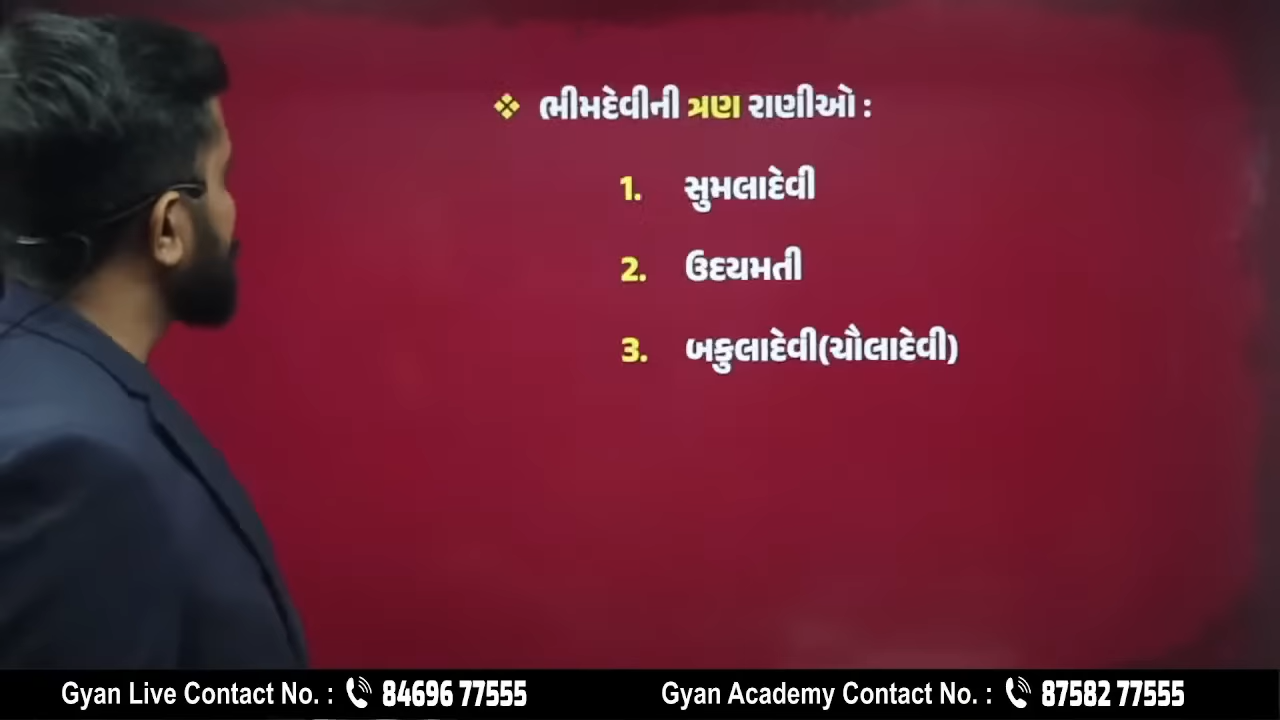 ❖ ભીમદેવીની ત્રણ રાણીઓ :
1. સુમલાદેવી
2. ઉદયમતી
3. બકુલાદેવી(ચૌલાદેવી)
Gyan Live Contact No. : 84696 77555 Gyan Academy Contact No. : 87582 77555